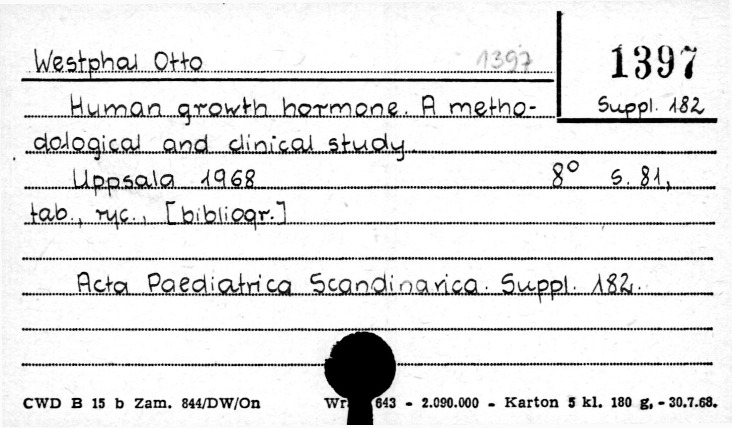 Westphal Otto 1397
1397
Suppl. 182
Human growth hormone. A metho-
dological and clinical study.
Uppsala 1968 8° s. 81,
tab., ryc., [bibliogr.]
Acta Paediatrica Scandinavica. Suppl. 182.
CWD B 15 b Zam. 844/DW/On Wr. 643 - 2.090.000 - Karton 5 kl. 180 g, - 30.7.68.